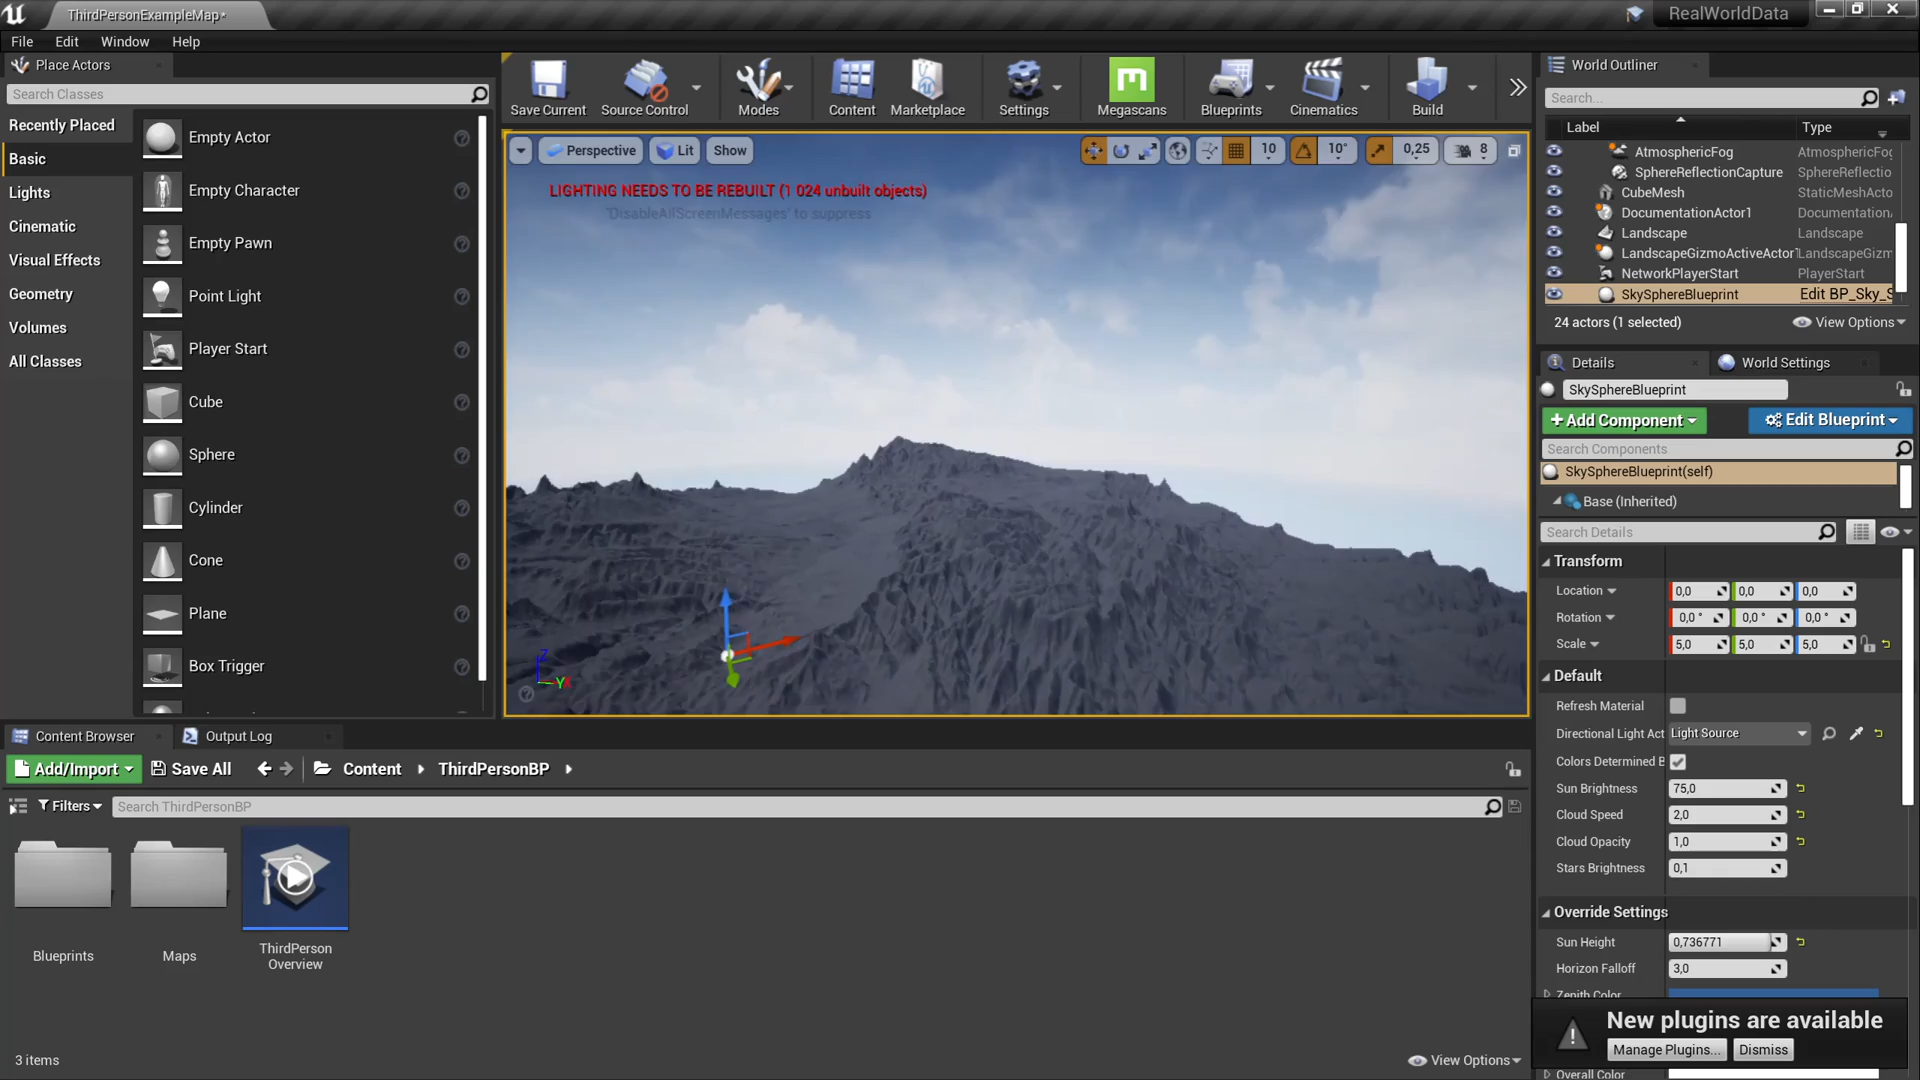 ThirdPersonExampleMap*
RealWorldData
File Edit Window Help
Place Actors
Search Classes
Recently Placed
Basic
Lights
Cinematic
Visual Effects
Geometry
Volumes
All Classes
Empty Actor
Empty Character
Empty Pawn
Point Light
Player Start
Cube
Sphere
Cylinder
Cone
Plane
Box Trigger
Save Current Source Control Modes Content Marketplace Settings Megascans Blueprints Cinematics Build
Perspective Lit Show
10 10° 0,25 8
LIGHTING NEEDS TO BE REBUILT (1 024 unbuilt objects)
'DisableAllScreenMessages' to suppress
Z
Y
World Outliner
Search...
Label Type
AtmosphericFog AtmosphericFog
SphereReflectionCapture SphereReflectio
CubeMesh StaticMeshActo
DocumentationActor1 DocumentationA
Landscape Landscape
LandscapeGizmoActiveActor LandscapeGizm
NetworkPlayerStart PlayerStart
SkySphereBlueprint Edit BP_Sky_S
24 actors (1 selected) View Options
Details World Settings
SkySphereBlueprint
+Add Component Edit Blueprint
Search Components
SkySphereBlueprint(self)
Base (Inherited)
Search Details
Transform
Location 0,0 0,0 0,0
Rotation 0,0 ° 0,0 ° 0,0 °
Scale 5,0 5,0 5,0
Default
Refresh Material
Directional Light Act Light Source
Colors Determined B
Sun Brightness 75,0
Cloud Speed 2,0
Cloud Opacity 1,0
Stars Brightness 0,1
Override Settings
Sun Height 0,736771
Horizon Falloff 3,0
Zenith Color
New plugins are available
Manage Plugins... Dismiss
Overall Color
Content Browser Output Log
Add/Import Save All Content ThirdPersonBP
Filters Search ThirdPersonBP
Blueprints
Maps
ThirdPerson
Overview
3 items View Options